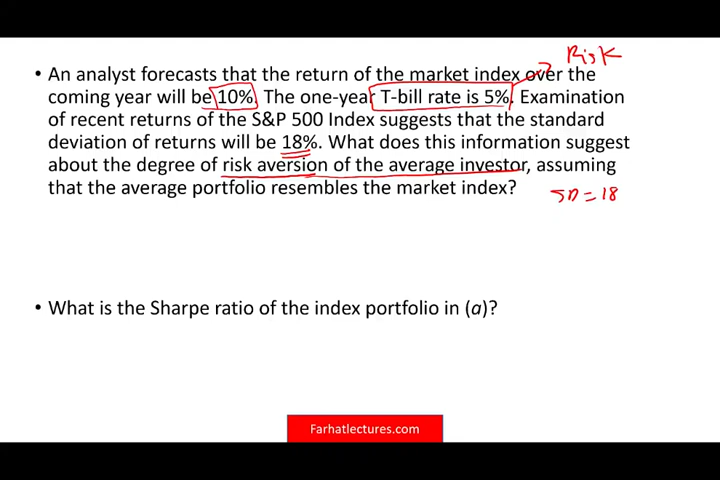 Risk
• An analyst forecasts that the return of the market index over the
coming year will be 10%. The one-year T-bill rate is 5%. Examination
of recent returns of the S&P 500 Index suggests that the standard
deviation of returns will be 18%. What does this information suggest
about the degree of risk aversion of the average investor, assuming
that the average portfolio resembles the market index?
SD = 18
• What is the Sharpe ratio of the index portfolio in (a)?
Farhatlectures.com